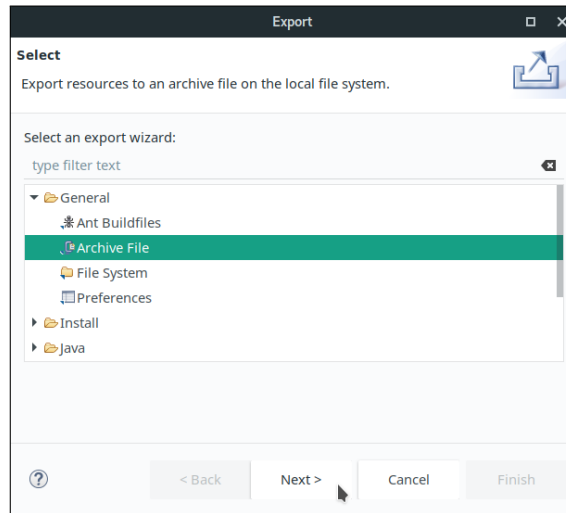 Export
Select
Export resources to an archive file on the local file system.
Select an export wizard:
type filter text
General
Ant Buildfiles
Archive File
File System
Preferences
Install
Java
? < Back Next > Cancel Finish